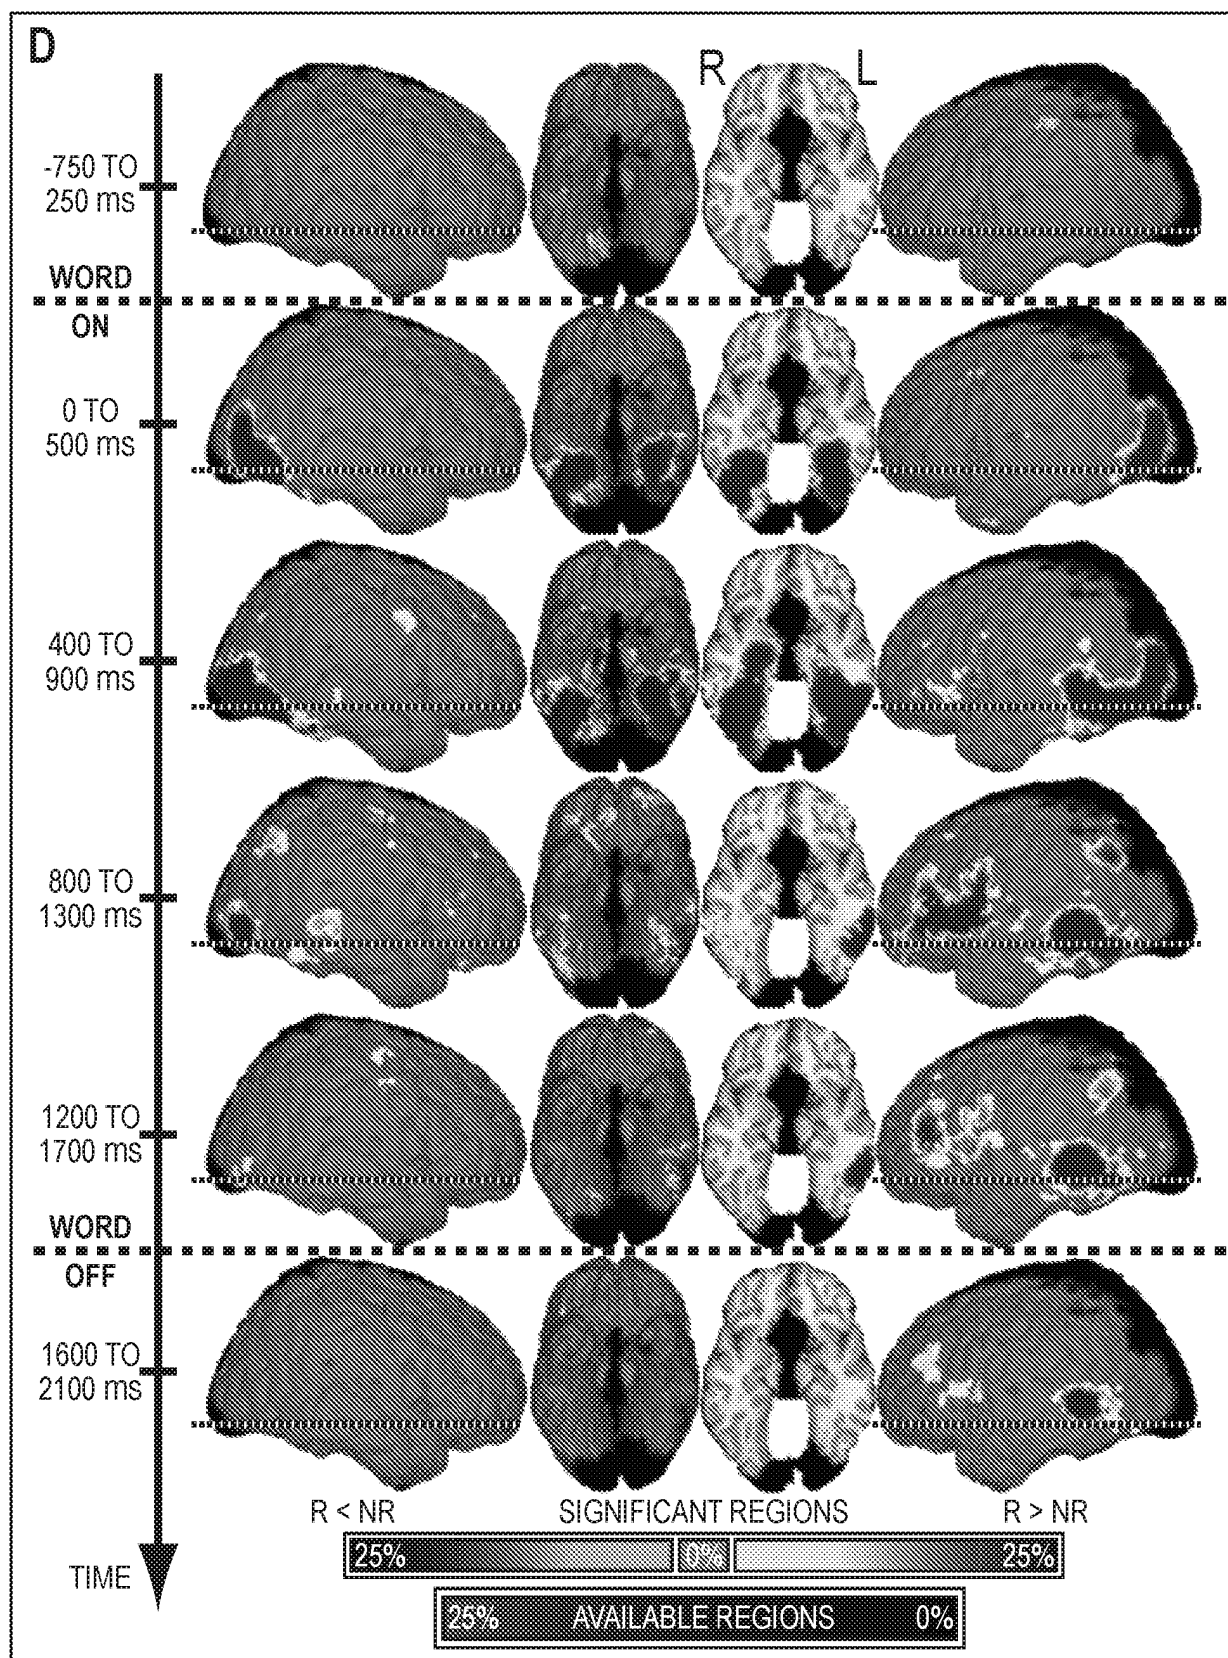 D
R L
-750 TO
250 ms
WORD
ON
0 TO
500 ms
400 TO
900 ms
800 TO
1300 ms
1200 TO
1700 ms
WORD
OFF
1600 TO
2100 ms
R < NR SIGNIFICANT REGIONS R > NR
25% 0% 25%
TIME
25% AVAILABLE REGIONS 0%